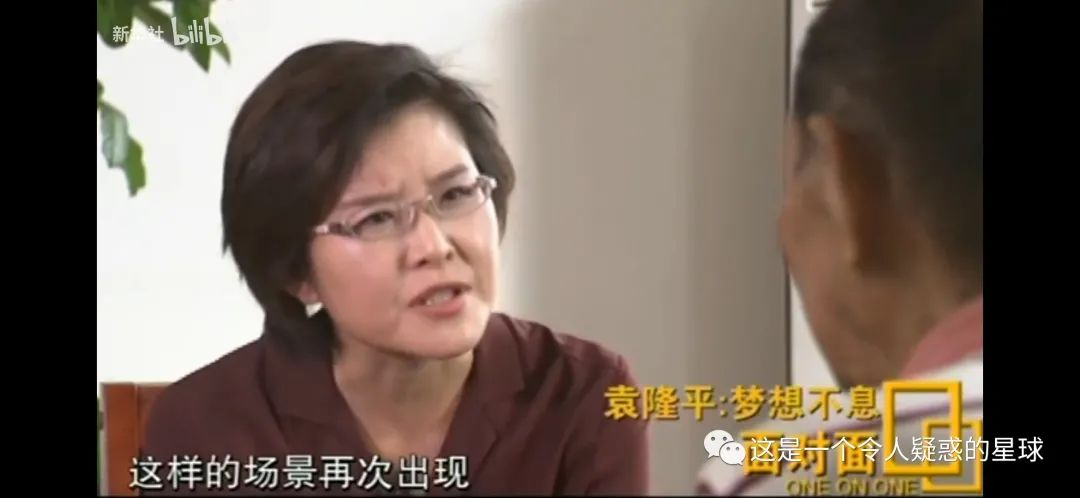 新华社 bilibili
袁隆平:梦想不息
面对面
这是一个令人疑惑的星球
ONE ON ONE
这样的场景再次出现